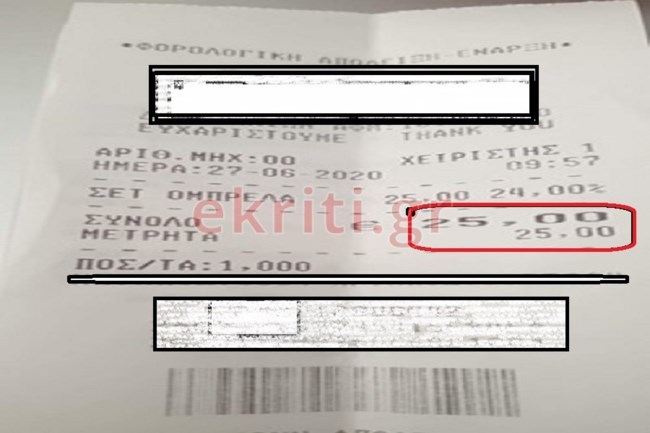 *ΦΟΡΟΛΟΓΙΚΗ ΑΠΟΔΕΙΞΗ ΕΝΑΡΞΗ*
ΕΥΧΑΡΙΣΤΟΥΜΕ THANK YOU
ΑΡΙΘ.ΜΗΧ:00 ΧΕΙΡΙΣΤΗΣ 1
ΗΜΕΡΑ:27-06-2020 09:57
ΣΕΤ ΟΜΠΡΕΛΑ 25,00 24,00%
ΣΥΝΟΛΟ € 25,00
ΜΕΤΡΗΤΑ 25,00
ΠΟΣ/ΤΑ:1,000
ekriti.gr